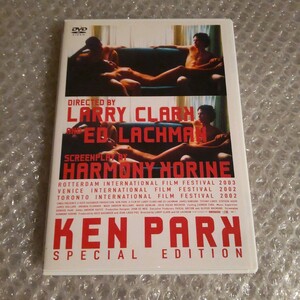 DVD
DIRECTED BY
LARRY CLARK
AND ED LACHMAN
SCREENPLAY BY
HARMONY KORINE
ROTTERDAM INTERNATIONAL FILM FESTIVAL 2003
VENICE INTERNATIONAL FILM FESTIVAL 2002
TORONTO INTERNATIONAL FILM FESTIVAL 2002
KEN PARK
SPECIAL EDITION